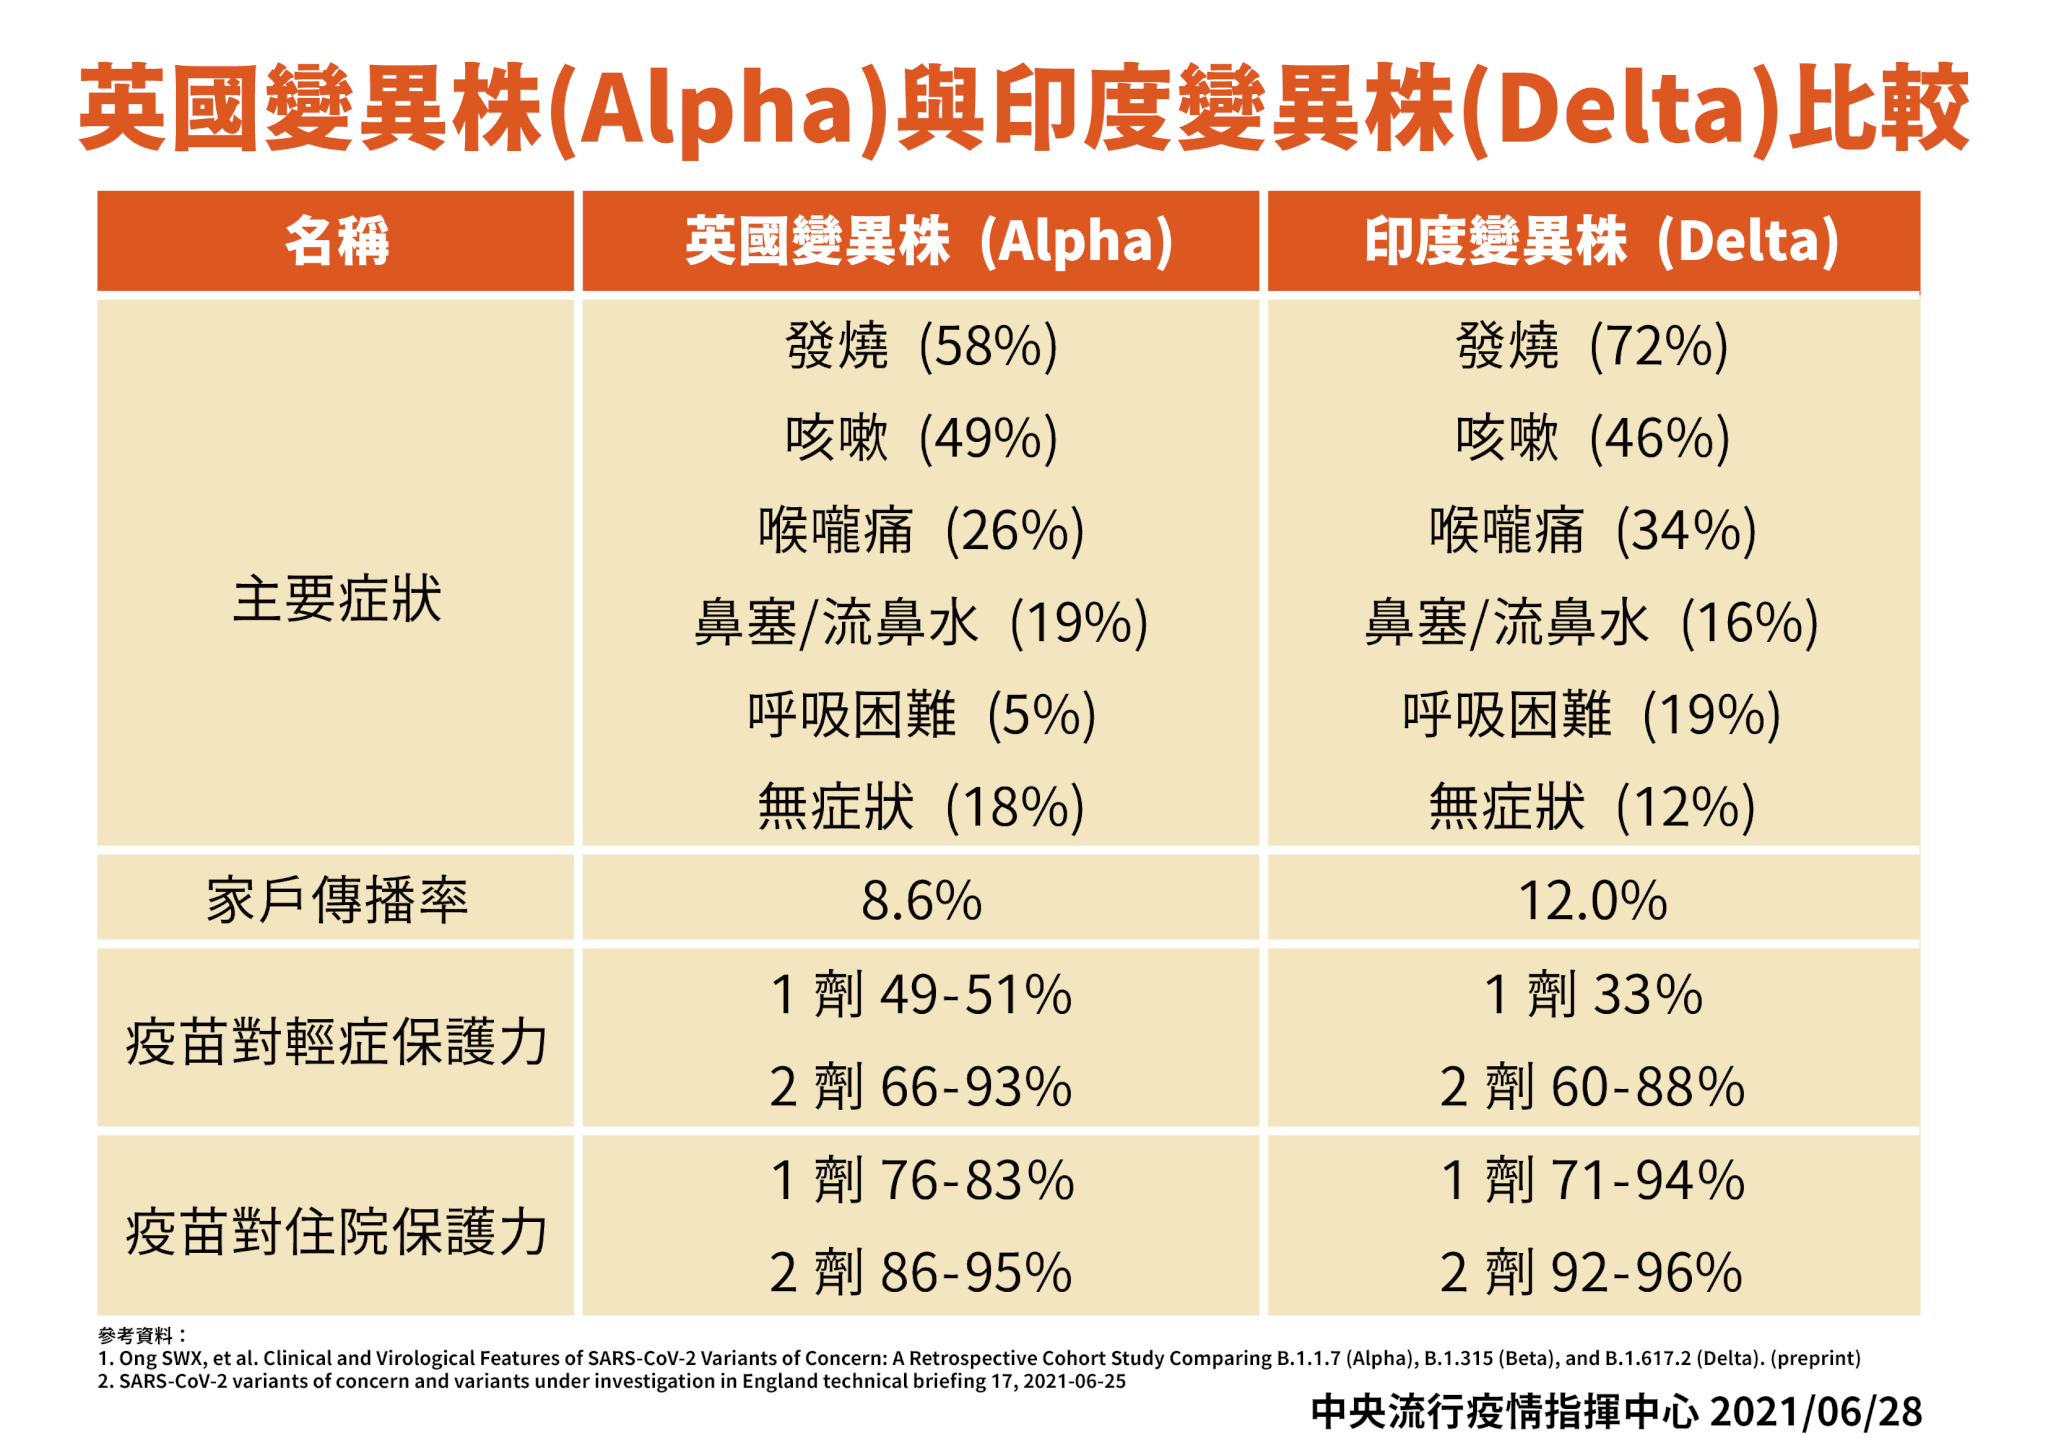 英國變異株(Alpha)與印度變異株(Delta)比較
名稱
英國變異株 (Alpha)
印度變異株 (Delta)
主要症狀
發燒 (58%)
咳嗽 (49%)
喉嚨痛 (26%)
鼻塞/流鼻水 (19%)
呼吸困難 (5%)
無症狀 (18%)
發燒 (72%)
咳嗽 (46%)
喉嚨痛 (34%)
鼻塞/流鼻水 (16%)
呼吸困難 (19%)
無症狀 (12%)
家戶傳播率
8.6%
12.0%
疫苗對輕症保護力
1 劑 49-51%
2 劑 66-93%
1 劑 33%
2 劑 60-88%
疫苗對住院保護力
1 劑 76-83%
2 劑 86-95%
1 劑 71-94%
2 劑 92-96%
參考資料：
1. Ong SWX, et al. Clinical and Virological Features of SARS-CoV-2 Variants of Concern: A Retrospective Cohort Study Comparing B.1.1.7 (Alpha), B.1.315 (Beta), and B.1.617.2 (Delta). (preprint)
2. SARS-CoV-2 variants of concern and variants under investigation in England technical briefing 17, 2021-06-25
中央流行疫情指揮中心 2021/06/28